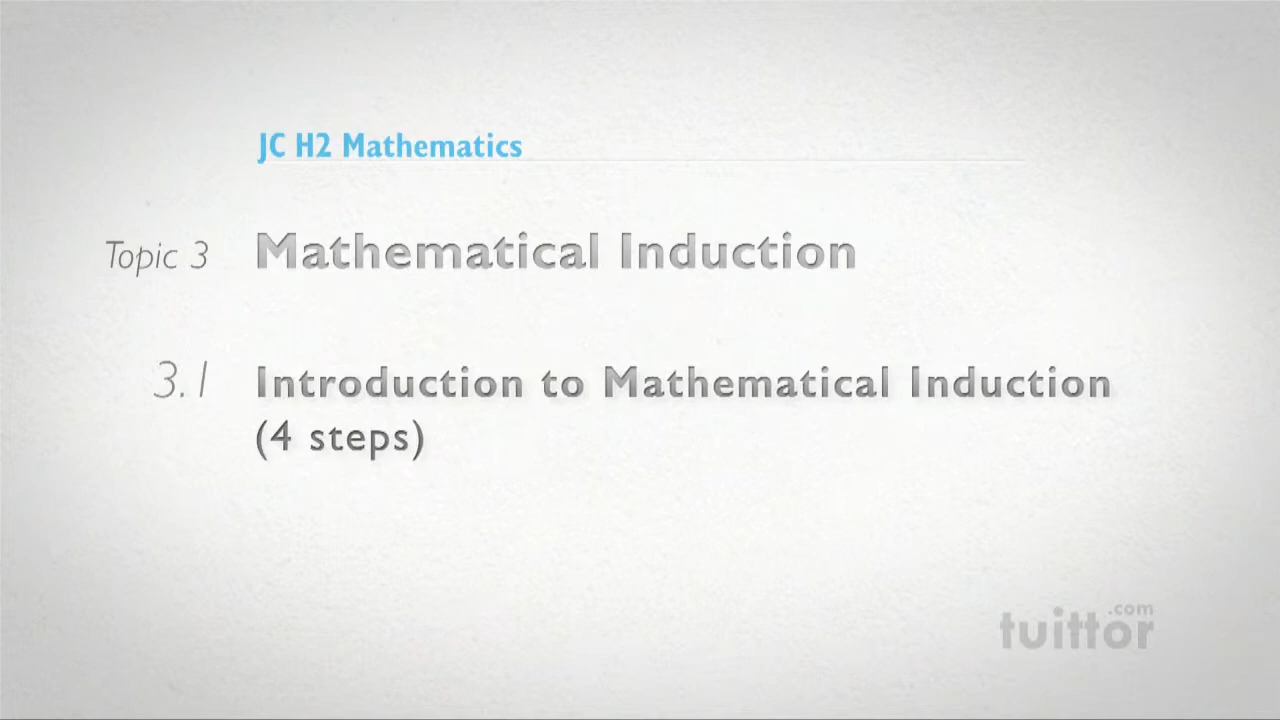 JC H2 Mathematics
Topic 3 Mathematical Induction
3.1 Introduction to Mathematical Induction
(4 steps)
tuittor.com